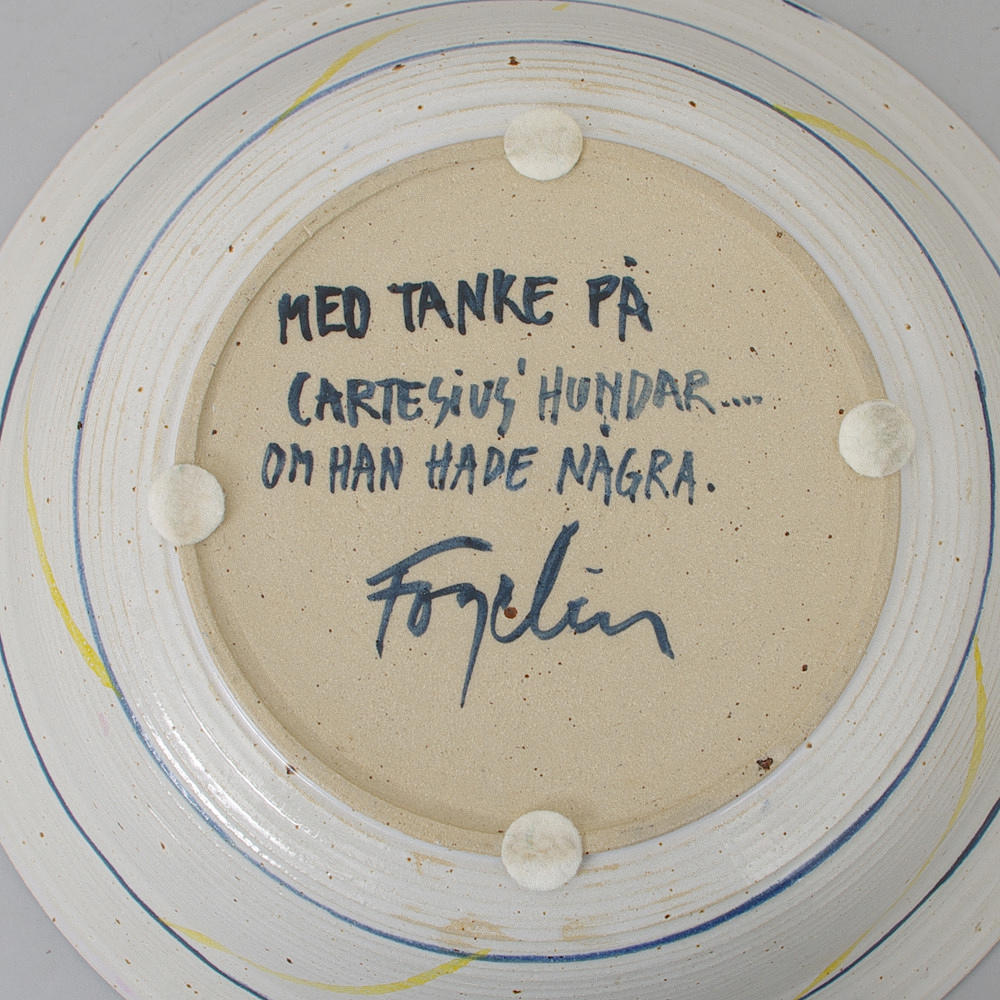 MED TANKE PÅ
CARTESIUS' HUNDAR....
OM HAN HADE NÅGRA.
Fogelin